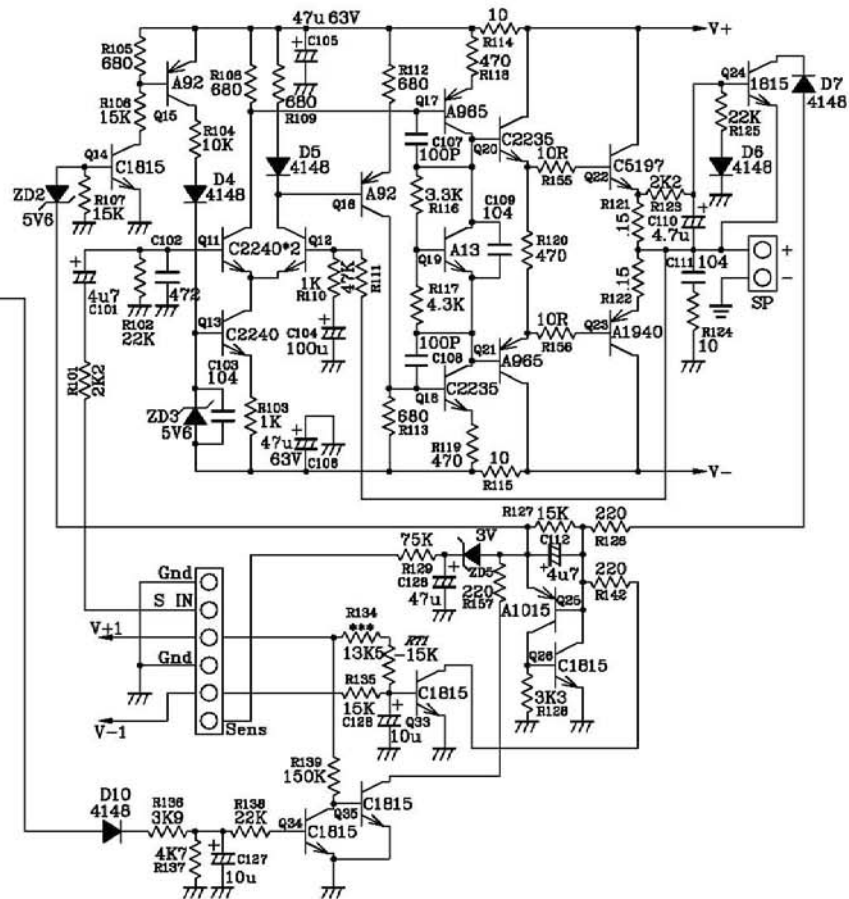 47u 63V
C105
10
R114
V+
R105
680
A92
Q15
R108
680
680
R109
R112
680
470
R118
Q17
A965
Q24
1815
D7
4148
R106
15K
R104
10K
D5
4148
C107
100P
C2235
Q20
22K
R125
Q14
C1815
A92
Q16
10R
R155
C5197
Q22
D6
4148
ZD2
5V6
R107
15K
D4
4148
3.3K
R116
C109
104
2K2
R123
R121
.15
C110
4.7u
C102
Q11
C2240*2
Q12
Q19
A13
R120
470
+
-
SP
4u7
C101
472
1K
R110
47K
R111
C111
104
R117
4.3K
.15
R122
R102
22K
Q13
C2240
C104
100u
100P
C108
Q21
A965
10R
R156
Q23
A1940
R124
10
R101
2K2
C103
104
C2235
Q18
ZD3
5V6
R103
1K
680
R113
47u
63V
C106
R119
470
10
R115
V-
R127
15K
220
R126
75K
R129
3V
ZD5
C112
4u7
220
R142
Gnd
C128
47u
220
R157
A1015
Q25
S IN
V+1
R134
***
13K5
RT1
-15K
Q26
C1815
Gnd
R135
15K
C1815
3K3
R128
C128
10u
Q33
V-1
Sens
R139
150K
D10
4148
R136
3K9
R138
22K
Q34
C1815
Q35
C1815
4K7
R137
C127
10u